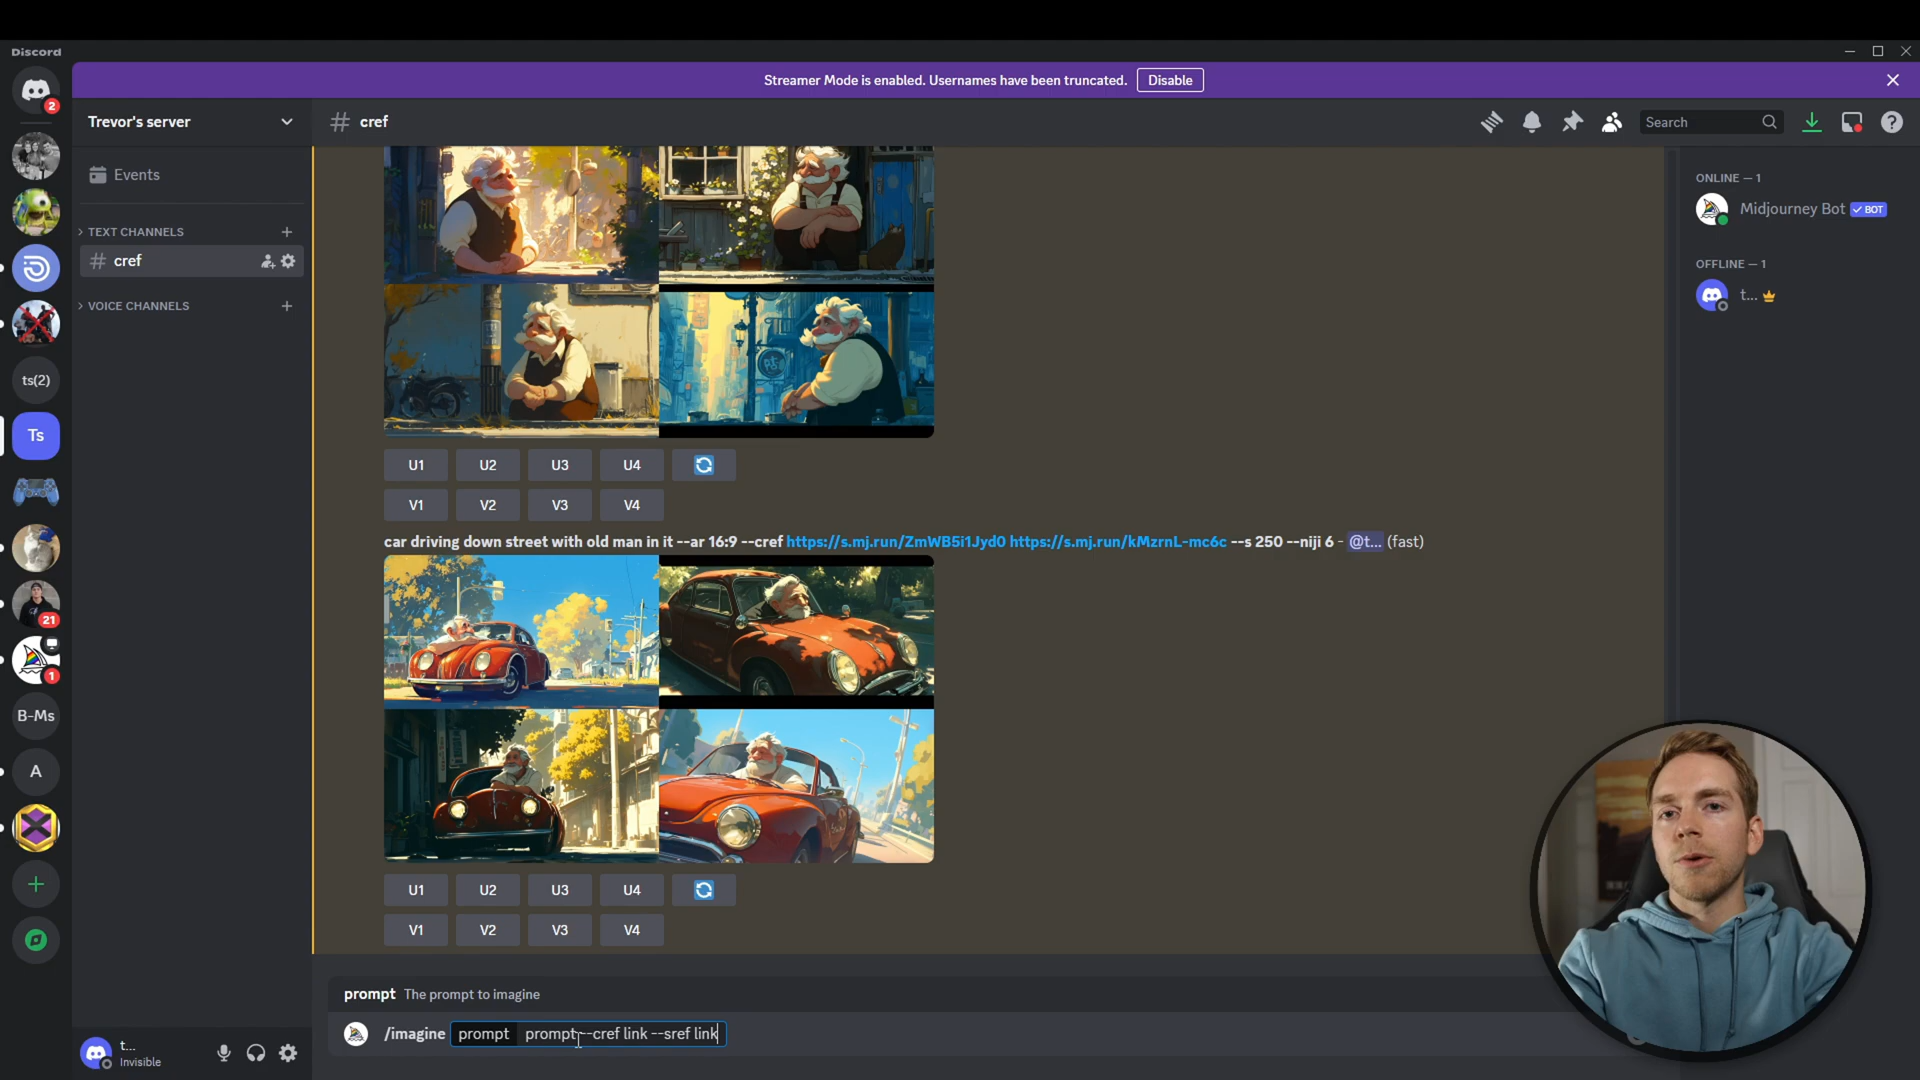 Discord
Streamer Mode is enabled. Usernames have been truncated.
Disable
2
Trevor's server
# cref
Search
Events
TEXT CHANNELS
# cref
VOICE CHANNELS
ts(2)
Ts
21
1
B-Ms
A
ONLINE — 1
Midjourney Bot
BOT
OFFLINE — 1
t...
U1 U2 U3 U4
V1 V2 V3 V4
car driving down street with old man in it --ar 16:9 --cref https://s.mj.run/ZmWB5i1Jyd0 https://s.mj.run/kMzrnL-mc6c --s 250 --niji 6 - @t... (fast)
U1 U2 U3 U4
V1 V2 V3 V4
prompt The prompt to imagine
/imagine prompt prompt --cref link --sref link
t...
Invisible